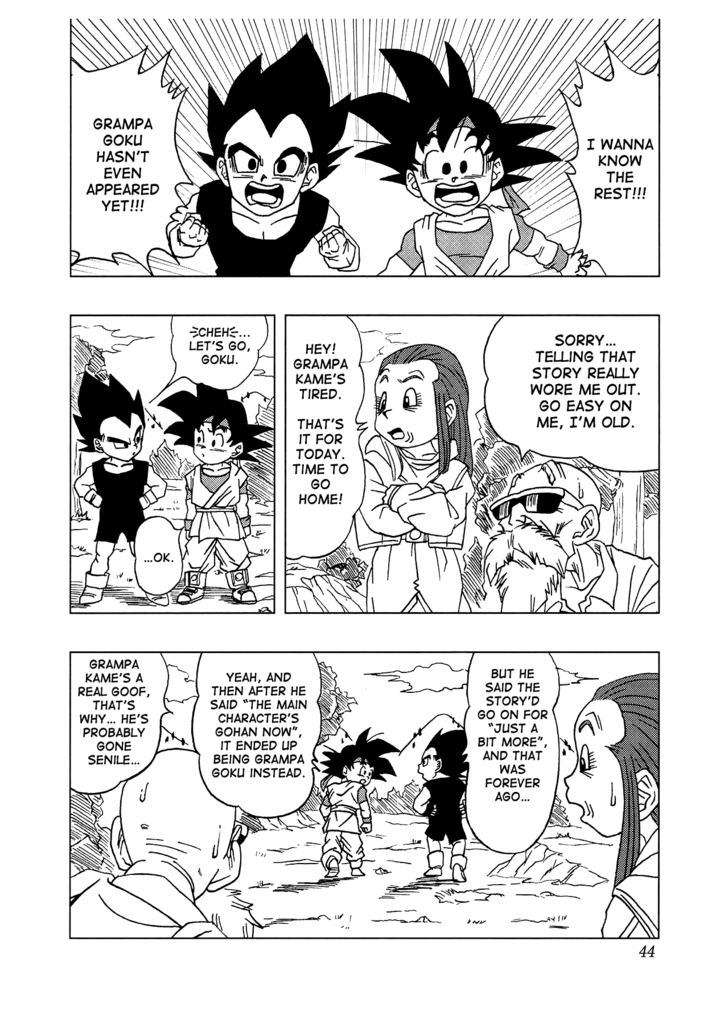 I WANNA
KNOW
THE
REST!!!
GRAMPA
GOKU
HASN'T
EVEN
APPEARED
YET!!!
SORRY...
TELLING THAT
STORY REALLY
WORE ME OUT.
GO EASY ON
ME, I'M OLD.
HEY!
GRAMPA
KAME'S
TIRED.
THAT'S
IT FOR
TODAY.
TIME TO
GO
HOME!
CHEH...
LET'S GO,
GOKU.
...OK.
BUT HE
SAID THE
STORY'D
GO ON FOR
"JUST A
BIT MORE",
AND THAT
WAS
FOREVER
AGO...
YEAH, AND
THEN AFTER HE
SAID "THE MAIN
CHARACTER'S
GOHAN NOW",
IT ENDED UP
BEING GRAMPA
GOKU INSTEAD.
GRAMPA
KAME'S A
REAL GOOF,
THAT'S
WHY... HE'S
PROBABLY
GONE
SENILE...
44